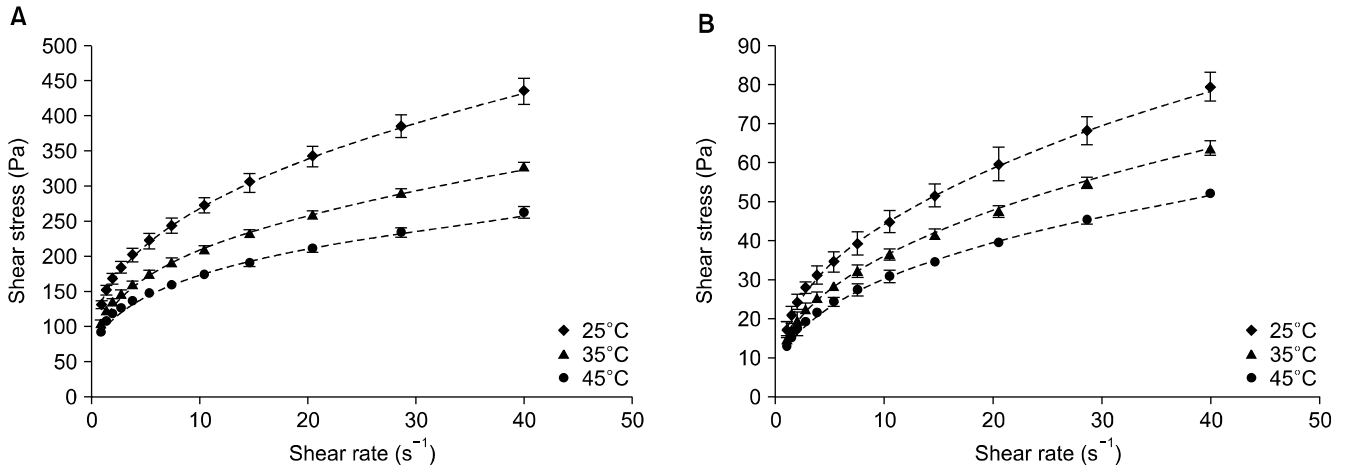 A
500
450
400
350
300
250
200
150
100
50
0
Shear stress (Pa)
0 10 20 30 40 50
Shear rate (s⁻¹)
25°C
35°C
45°C
B
90
80
70
60
50
40
30
20
10
0
Shear stress (Pa)
0 10 20 30 40 50
Shear rate (s⁻¹)
25°C
35°C
45°C